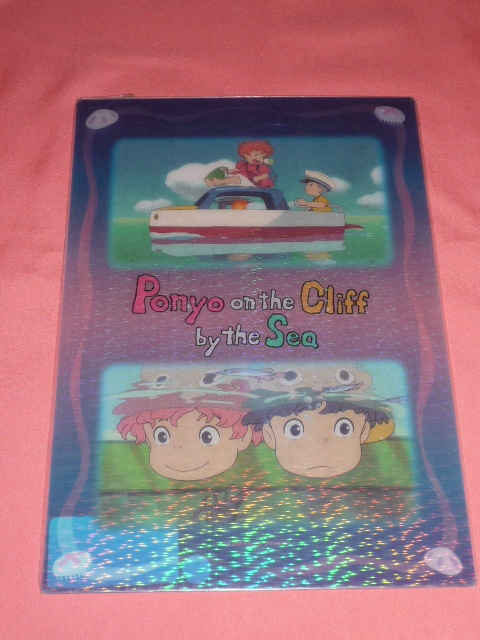 Ponyo on the Cliff
by the Sea